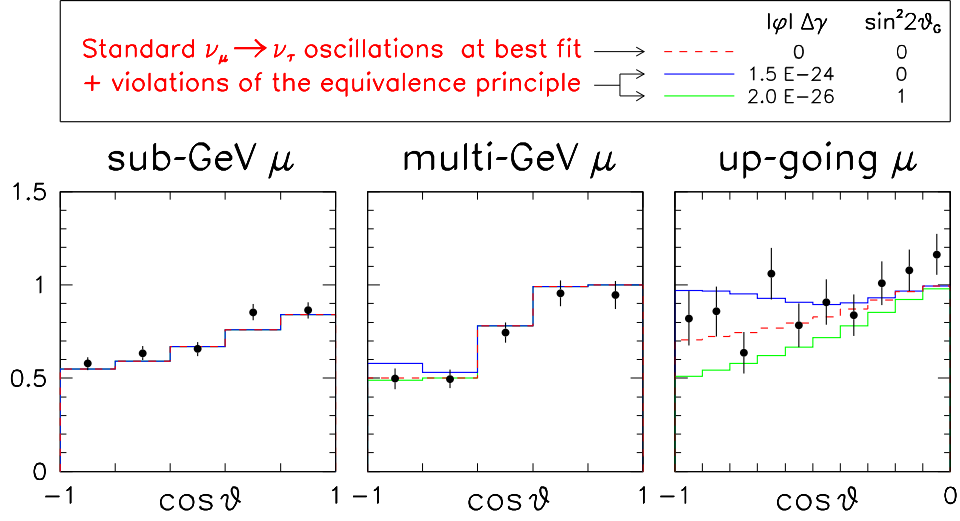 |φ| Δγ sin²2ϑ_G
Standard ν_μ → ν_τ oscillations at best fit 0 0
+ violations of the equivalence principle 1.5 E-24 0
2.0 E-26 1
sub-GeV μ multi-GeV μ up-going μ
1.5
1
0.5
0
-1 cos ϑ 1 -1 cos ϑ 1 -1 cos ϑ 0